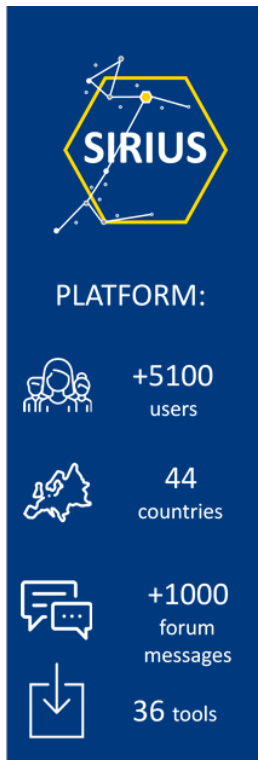 SIRIUS
PLATFORM:
+5100
users
44
countries
+1000
forum
messages
36 tools